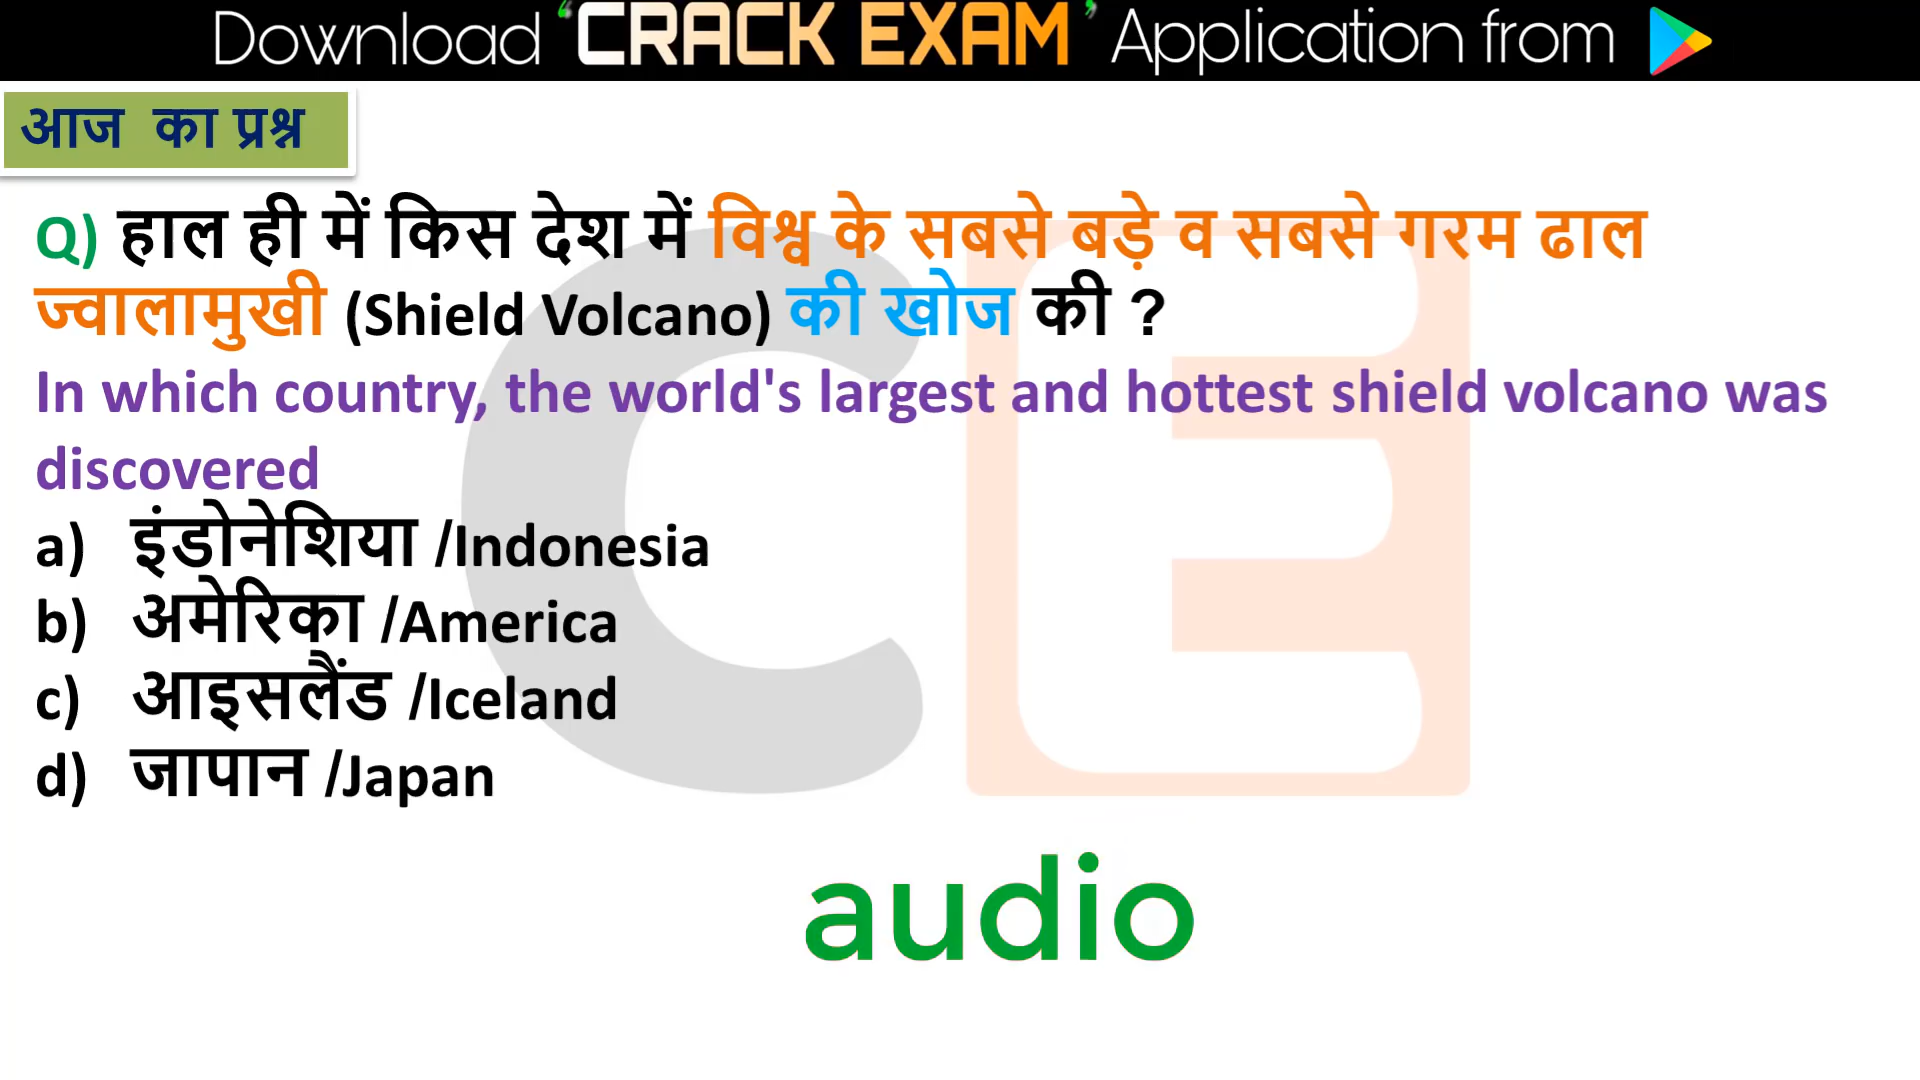 Download ‘CRACK EXAM’ Application from
आज का प्रश्न
Q) हाल ही में किस देश में विश्व के सबसे बड़े व सबसे गरम ढाल
ज्वालामुखी (Shield Volcano) की खोज की ?
In which country, the world's largest and hottest shield volcano was
discovered
a) इंडोनेशिया /Indonesia
b) अमेरिका /America
c) आइसलैंड /Iceland
d) जापान /Japan
CE
audio